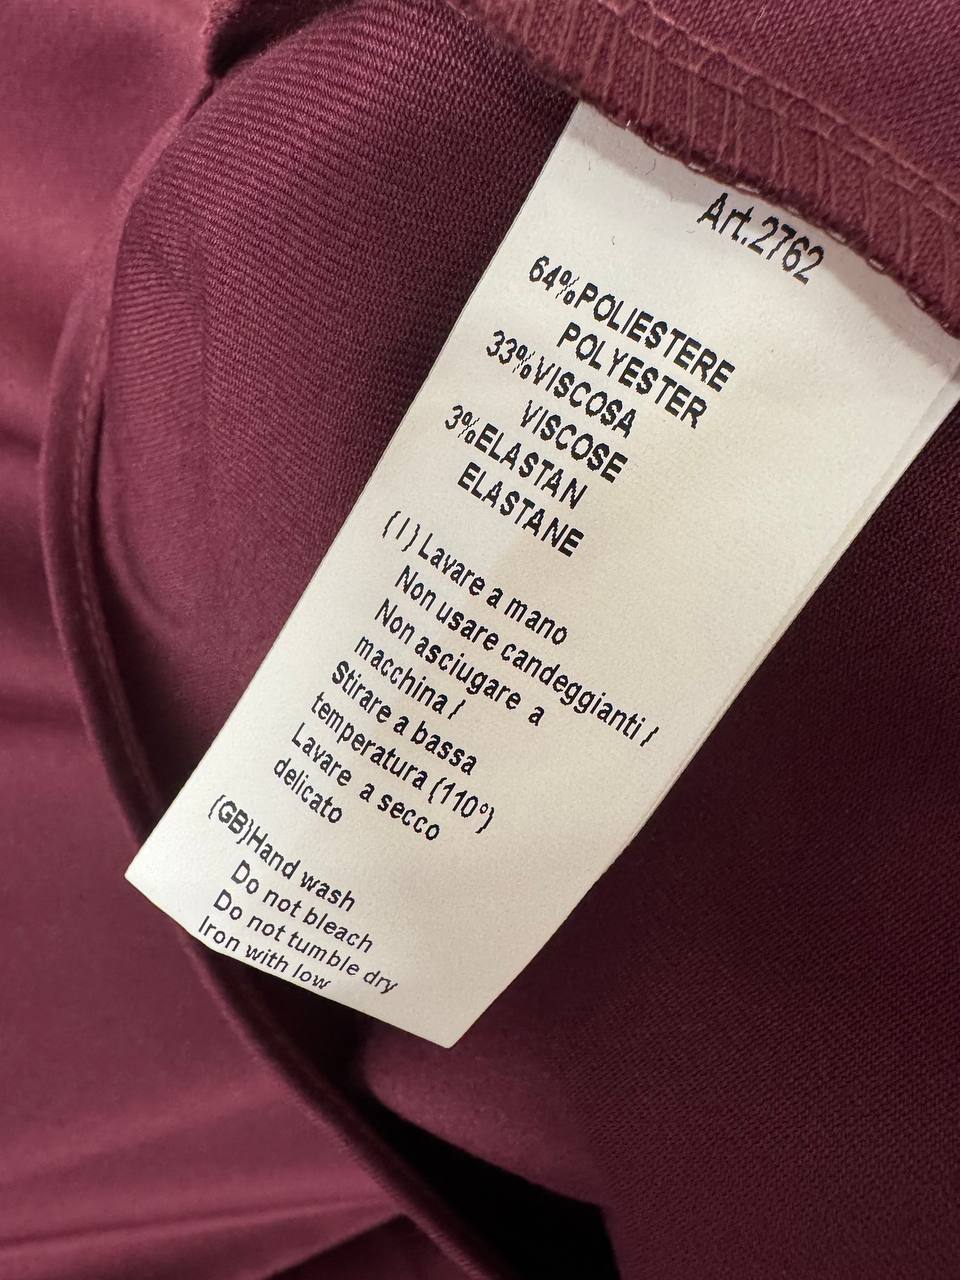 Art.2762
64%POLIESTERE
POLYESTER
33%VISCOSA
VISCOSE
3%ELASTAN
ELASTANE
( I ) Lavare a mano
Non usare candeggianti /
Non asciugare a
macchina /
Stirare a bassa
temperatura (110°)
Lavare a secco
delicato
(GB)Hand wash
Do not bleach
Do not tumble dry
Iron with low